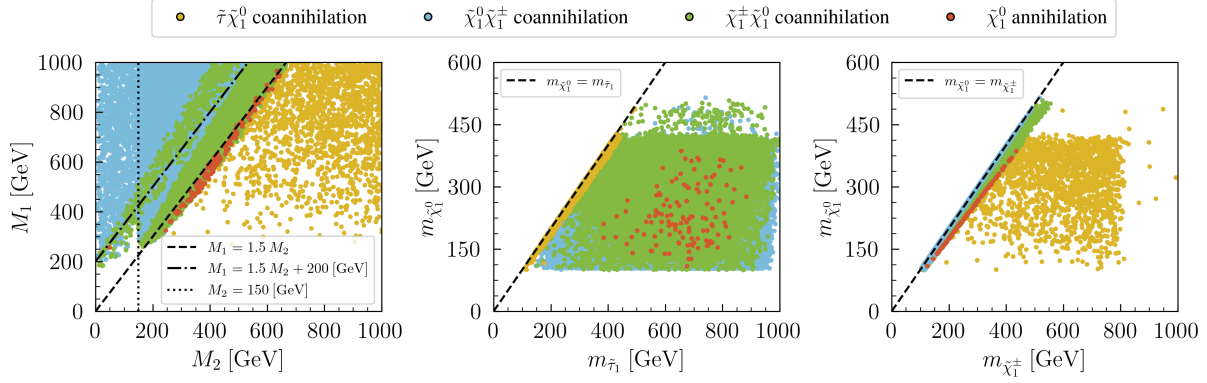 τ̃χ̃₁⁰ coannihilation χ̃₁⁰χ̃₁± coannihilation χ̃₁±χ̃₁⁰ coannihilation χ̃₁⁰ annihilation
M₁ [GeV]
1000
800
600
400
200
0
M₁ = 1.5 M₂
M₁ = 1.5 M₂ + 200 [GeV]
M₂ = 150 [GeV]
0 200 400 600 800 1000
M₂ [GeV]
m_χ̃₁⁰ [GeV]
600
450
300
150
0
m_χ̃₁⁰ = m_τ̃₁
0 200 400 600 800 1000
m_τ̃₁ [GeV]
m_χ̃₁⁰ [GeV]
600
450
300
150
0
m_χ̃₁⁰ = m_χ̃₁±
0 200 400 600 800 1000
m_χ̃₁± [GeV]